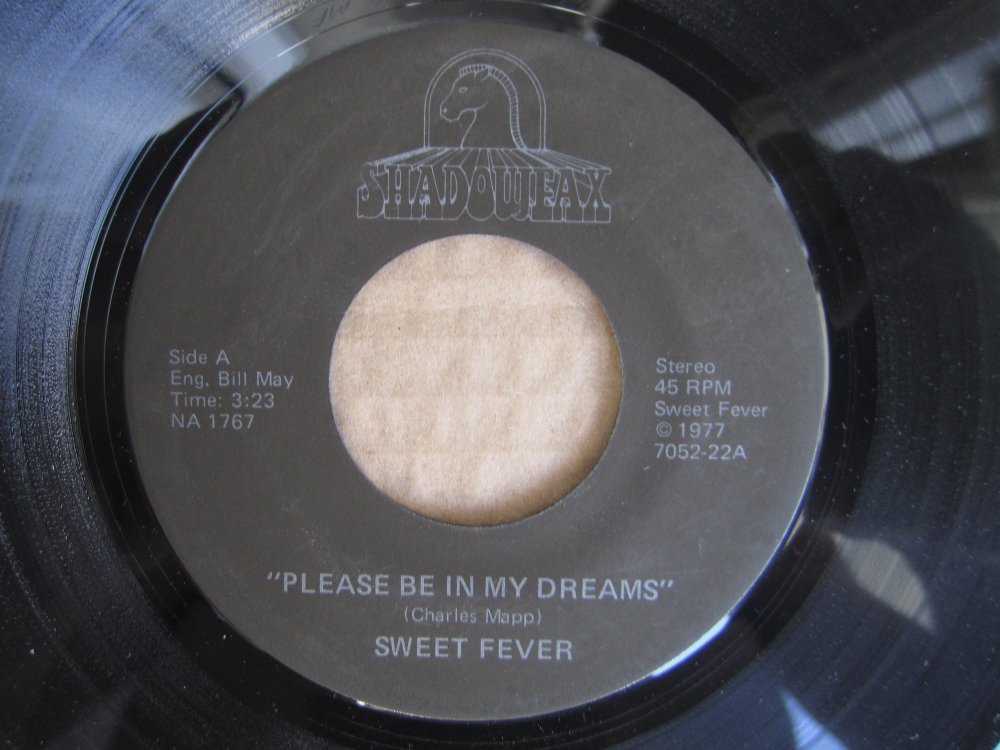 SHADOWFAX
Side A
Eng. Bill May
Time: 3:23
NA 1767
Stereo
45 RPM
Sweet Fever
© 1977
7052-22A
"PLEASE BE IN MY DREAMS"
(Charles Mapp)
SWEET FEVER